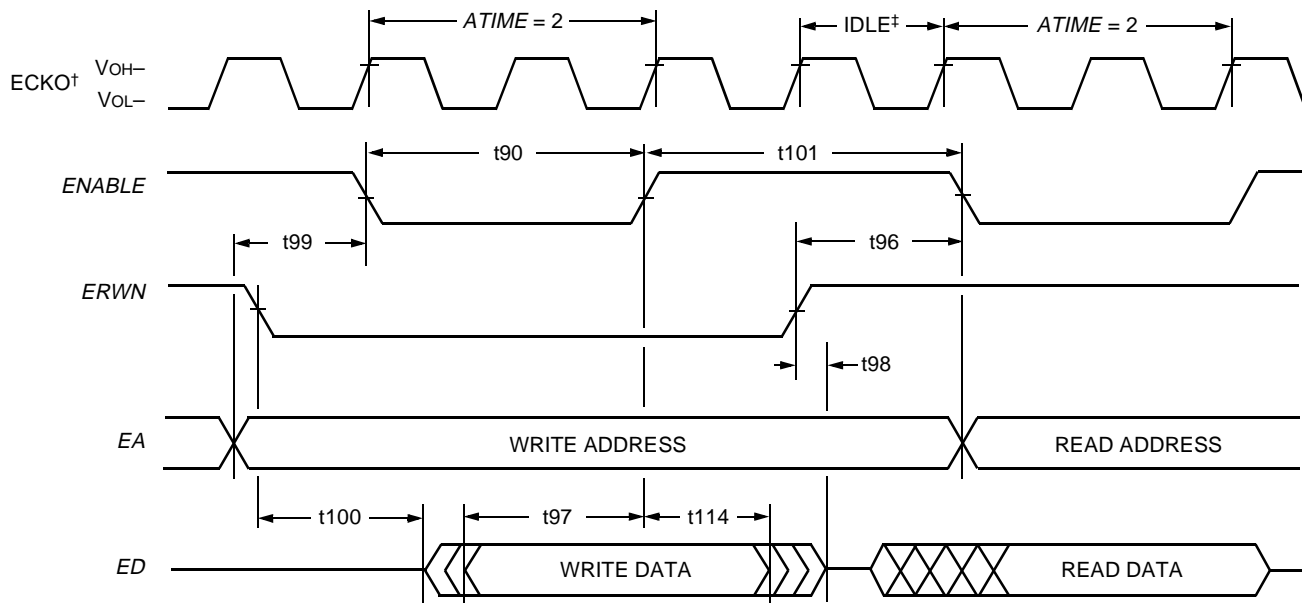 ATIME = 2
IDLE‡
ATIME = 2
ECKO†
VOH–
VOL–
t90
t101
ENABLE
t99
t96
ERWN
t98
EA
WRITE ADDRESS
READ ADDRESS
t100
t97
t114
ED
WRITE DATA
READ DATA